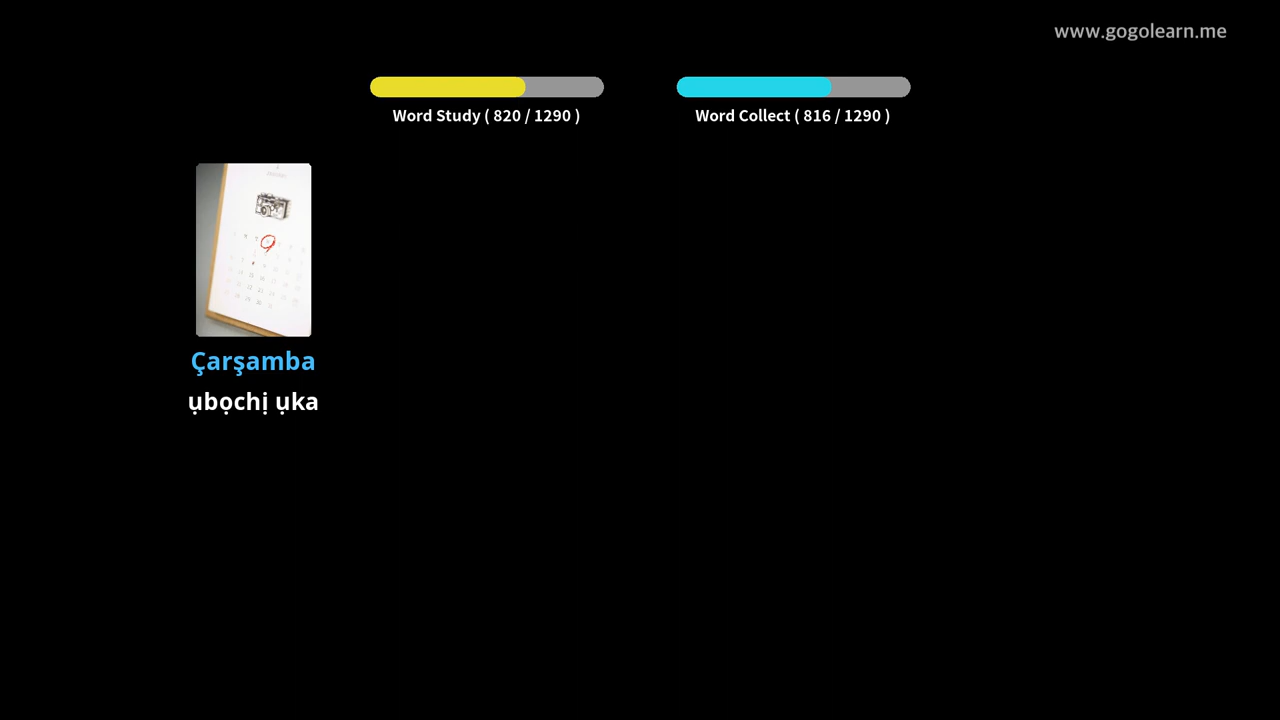 www.gogolearn.me
Word Study ( 820 / 1290 )
Word Collect ( 816 / 1290 )
Çarşamba
ụbọchị ụka